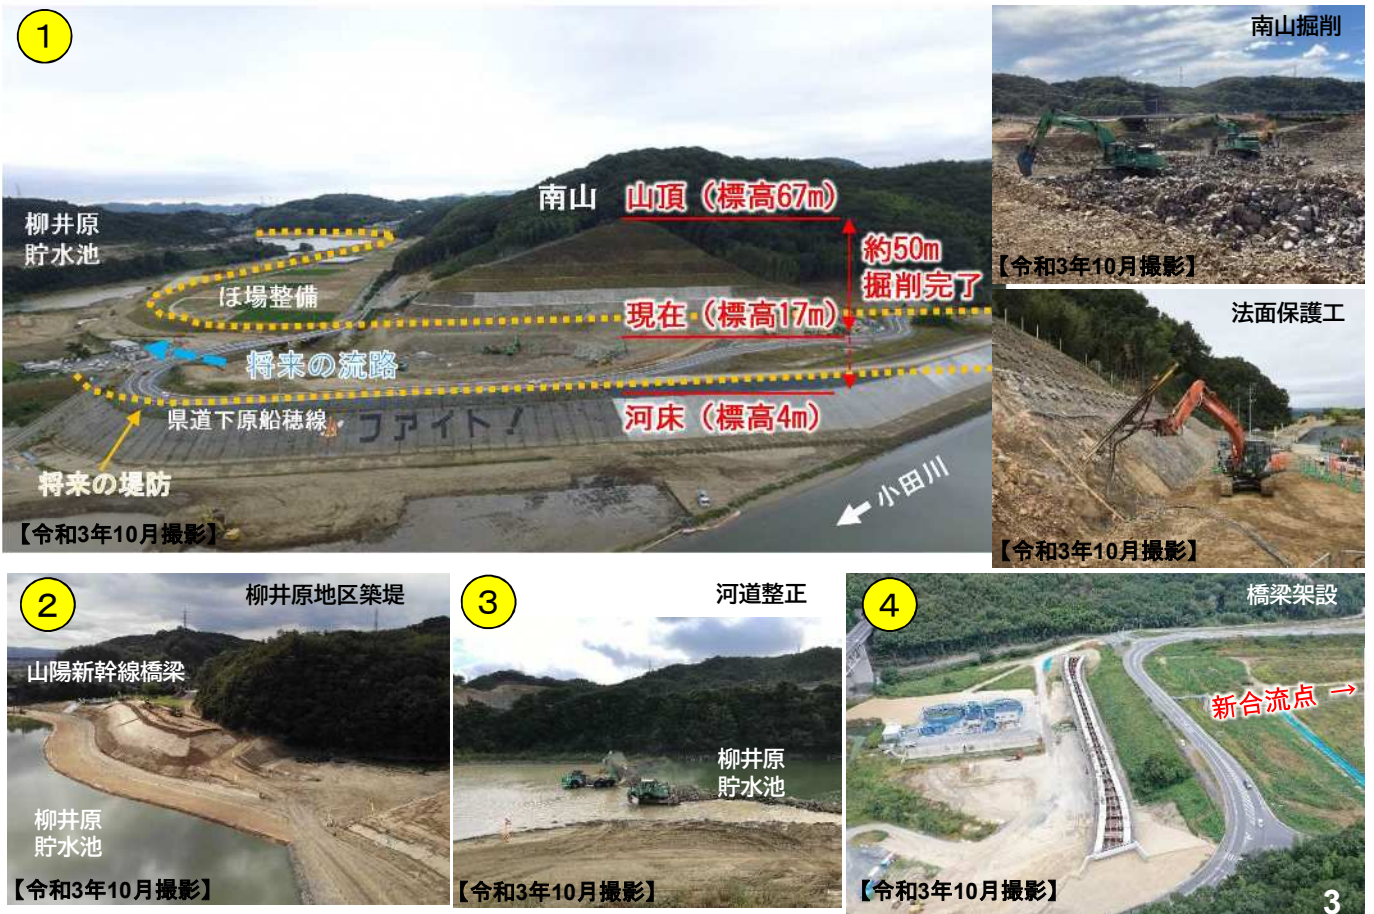 1
柳井原
貯水池
南山
山頂（標高67m）
約50m
掘削完了
ほ場整備
現在（標高17m）
将来の流路
県道下原船穂線
ファイト！
河床（標高4m）
将来の堤防
小田川
【令和3年10月撮影】
南山掘削
【令和3年10月撮影】
法面保護工
【令和3年10月撮影】
2
柳井原地区築堤
山陽新幹線橋梁
柳井原
貯水池
【令和3年10月撮影】
3
河道整正
柳井原
貯水池
【令和3年10月撮影】
4
橋梁架設
新合流点 →
【令和3年10月撮影】
3